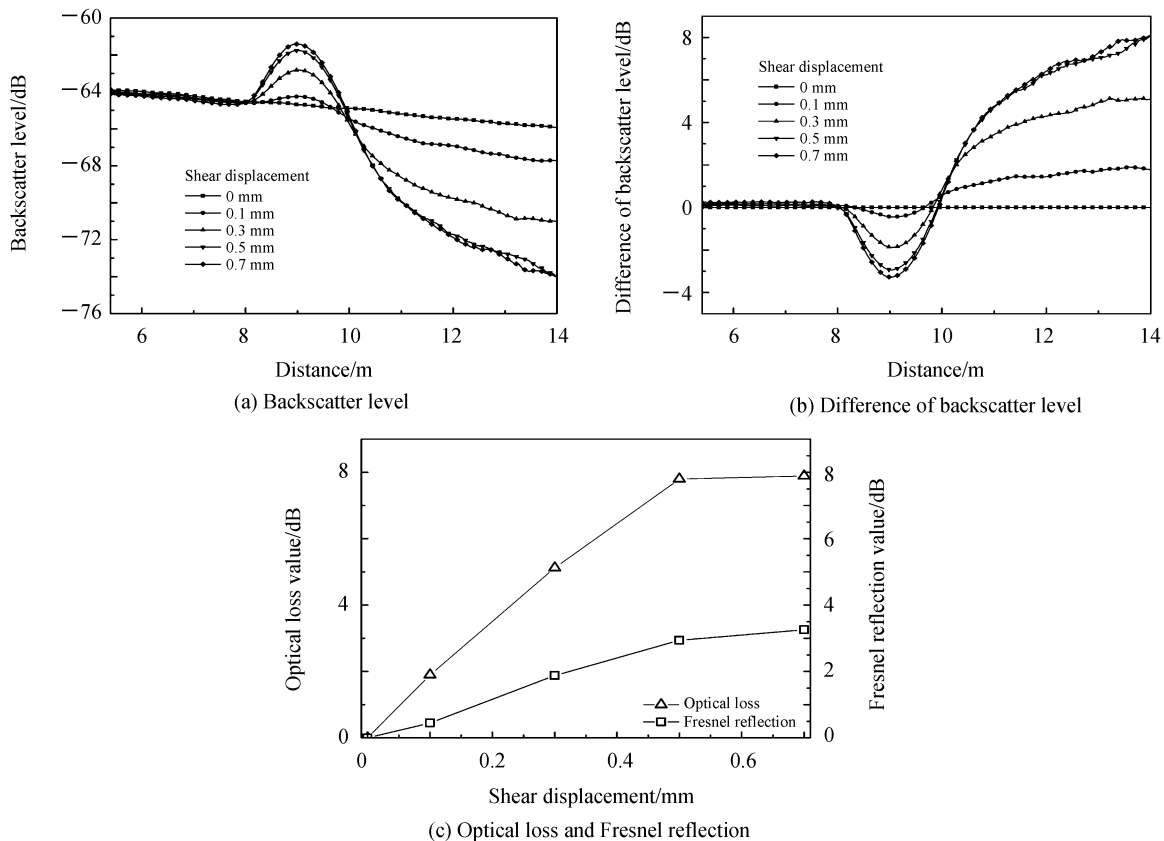 Backscatter level/dB
−60
−64
−68
−72
−76
Shear displacement
0 mm
0.1 mm
0.3 mm
0.5 mm
0.7 mm
6 8 10 12 14
Distance/m
(a) Backscatter level
Difference of backscatter level/dB
8
4
0
−4
Shear displacement
0 mm
0.1 mm
0.3 mm
0.5 mm
0.7 mm
6 8 10 12 14
Distance/m
(b) Difference of backscatter level
Optical loss value/dB
8
4
0
Optical loss
Fresnel reflection
8
6
4
2
0
Fresnel reflection value/dB
0 0.2 0.4 0.6
Shear displacement/mm
(c) Optical loss and Fresnel reflection